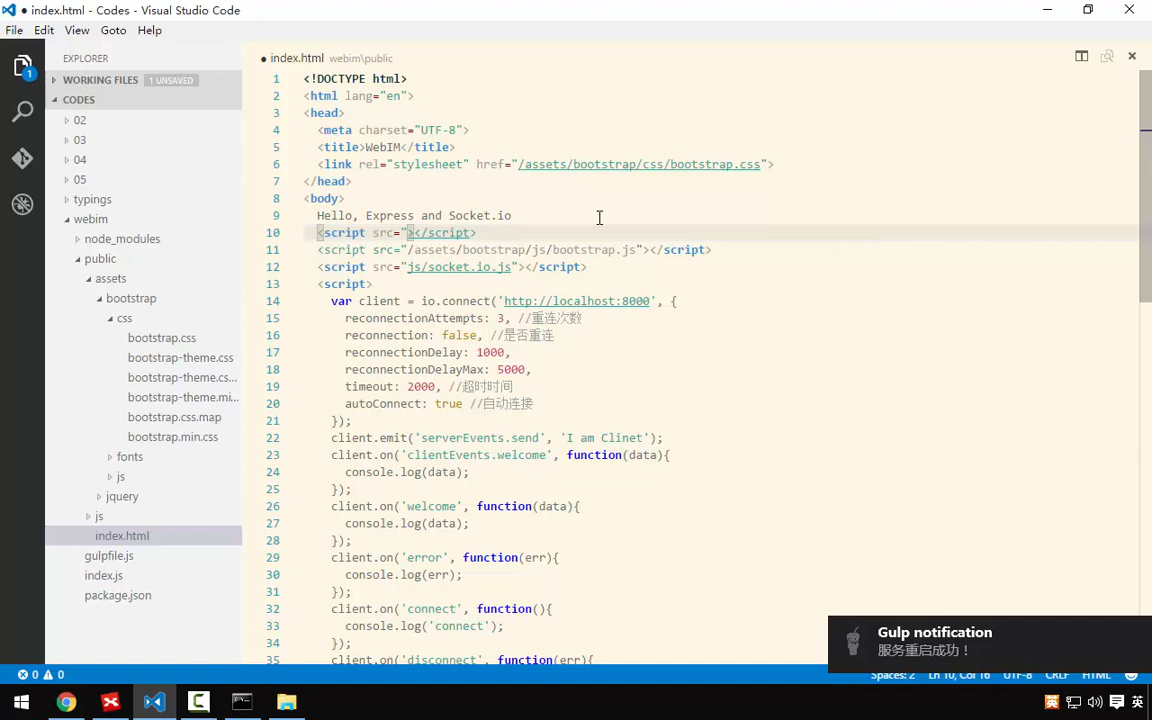 index.html - Codes - Visual Studio Code
File Edit View Goto Help
EXPLORER
WORKING FILES 1 UNSAVED
CODES
02
03
04
05
typings
webim
node_modules
public
assets
bootstrap
css
bootstrap.css
bootstrap-theme.css
bootstrap-theme.cs...
bootstrap-theme.mi...
bootstrap.css.map
bootstrap.min.css
fonts
js
jquery
js
index.html
gulpfile.js
index.js
package.json
1
index.html webim\public
1 <!DOCTYPE html>
2 <html lang="en">
3 <head>
4 <meta charset="UTF-8">
5 <title>WebIM</title>
6 <link rel="stylesheet" href="/assets/bootstrap/css/bootstrap.css">
7 </head>
8 <body>
9 Hello, Express and Socket.io
10 <script src="></script>
11 <script src="/assets/bootstrap/js/bootstrap.js"></script>
12 <script src="js/socket.io.js"></script>
13 <script>
14 var client = io.connect('http://localhost:8000', {
15 reconnectionAttempts: 3, //重连次数
16 reconnection: false, //是否重连
17 reconnectionDelay: 1000,
18 reconnectionDelayMax: 5000,
19 timeout: 2000, //超时时间
20 autoConnect: true //自动连接
21 });
22 client.emit('serverEvents.send', 'I am Clinet');
23 client.on('clientEvents.welcome', function(data){
24 console.log(data);
25 });
26 client.on('welcome', function(data){
27 console.log(data);
28 });
29 client.on('error', function(err){
30 console.log(err);
31 });
32 client.on('connect', function(){
33 console.log('connect');
34 });
35 client.on('disconnect', function(err){
Gulp notification
服务重启成功！
0 0
Spaces: 2 Ln 10, Col 16 UTF-8 CRLF HTML
英 英